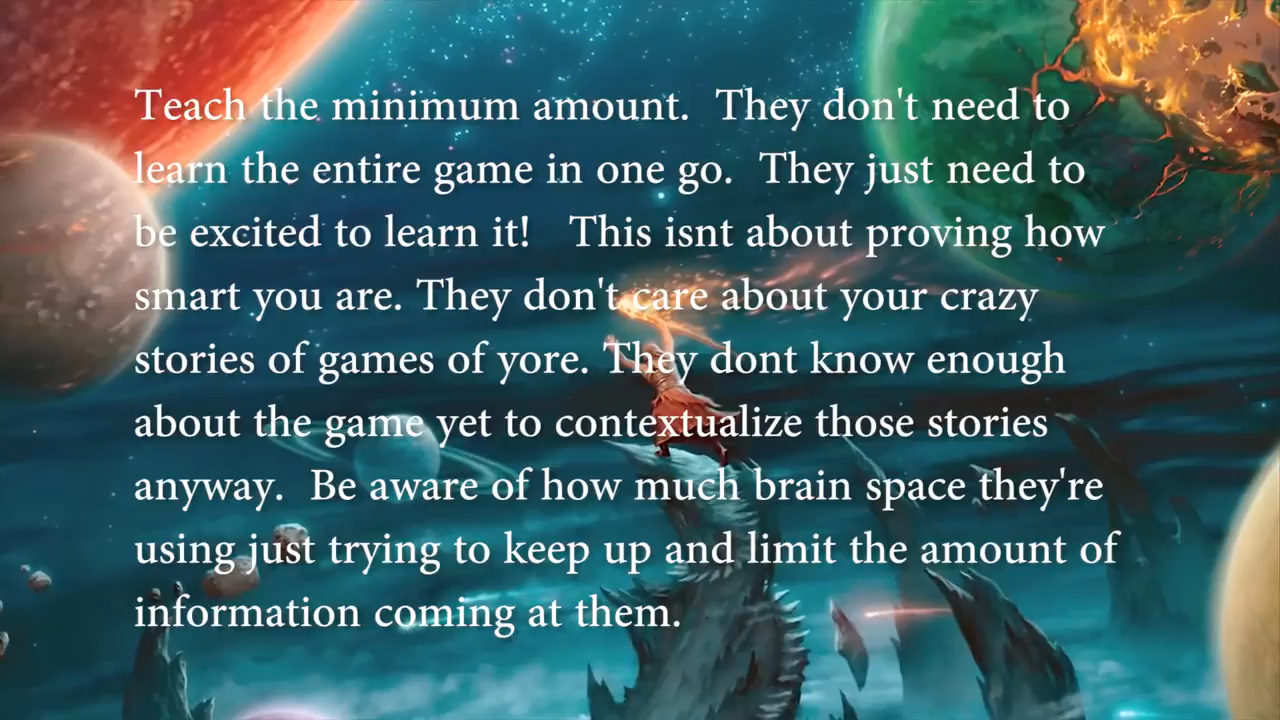 Teach the minimum amount.  They don't need to
learn the entire game in one go.  They just need to
be excited to learn it!   This isnt about proving how
smart you are. They don't care about your crazy
stories of games of yore. They dont know enough
about the game yet to contextualize those stories
anyway.  Be aware of how much brain space they're
using just trying to keep up and limit the amount of
information coming at them.